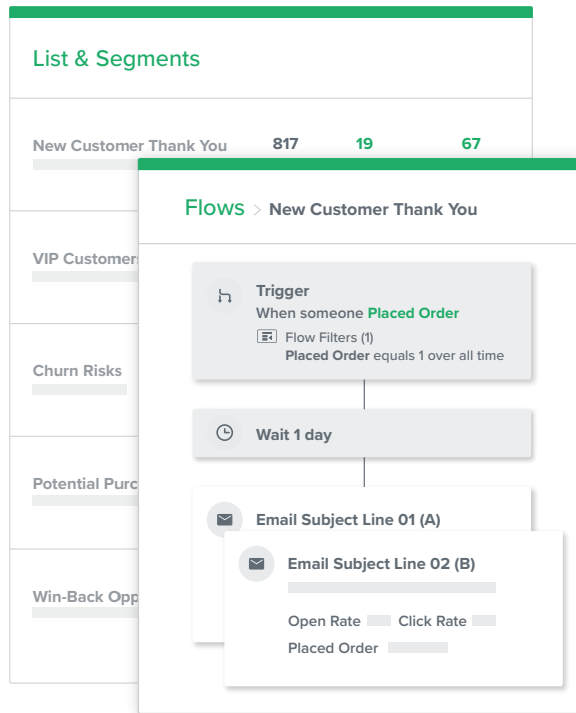 List & Segments
New Customer Thank You 817 19 67
VIP Customer
Churn Risks
Potential Purc
Win-Back Opp
Flows > New Customer Thank You
Trigger
When someone Placed Order
Flow Filters (1)
Placed Order equals 1 over all time
Wait 1 day
Email Subject Line 01 (A)
Email Subject Line 02 (B)
Open Rate Click Rate
Placed Order